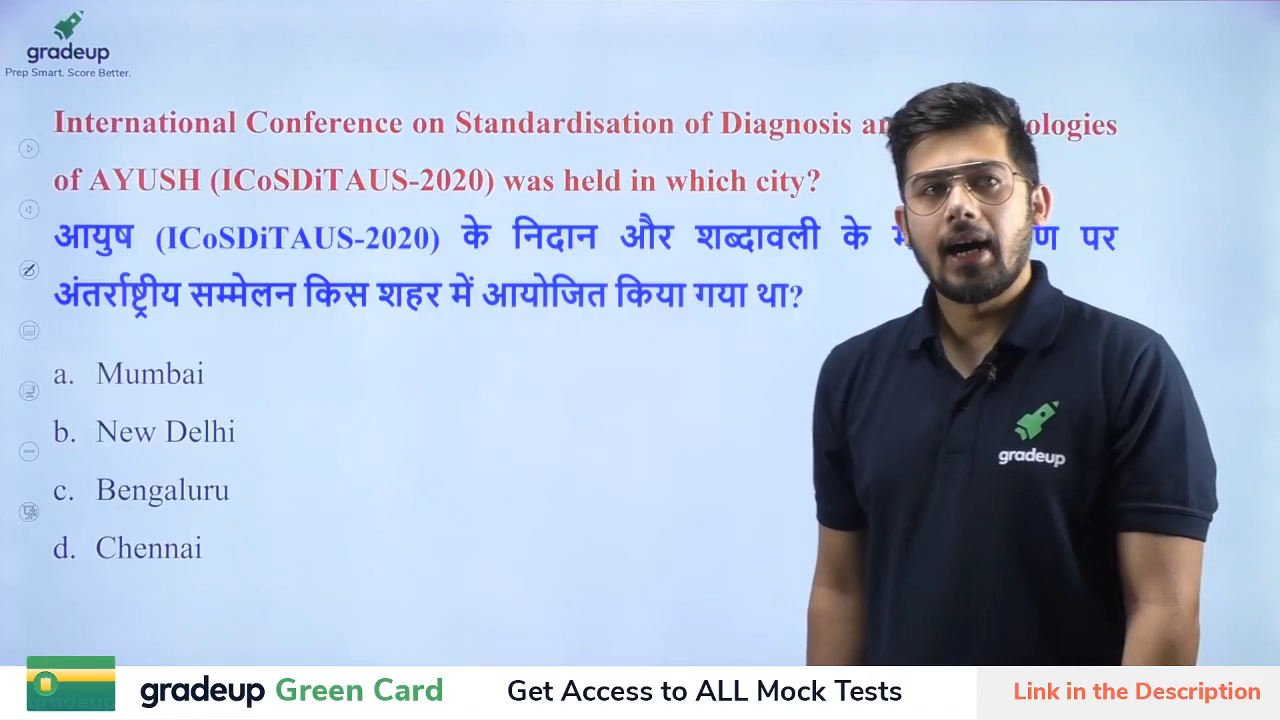 gradeup
Prep Smart. Score Better.
International Conference on Standardisation of Diagnosis
of AYUSH (ICoSDiTAUS-2020) was held in which city?
आयुष (ICoSDiTAUS-2020) के निदान और शब्दावली के पर
अंतर्राष्ट्रीय सम्मेलन किस शहर में आयोजित किया गया था?
a. Mumbai
b. New Delhi
c. Bengaluru
d. Chennai
gradeup
gradeup Green Card
Get Access to ALL Mock Tests
Link in the Description